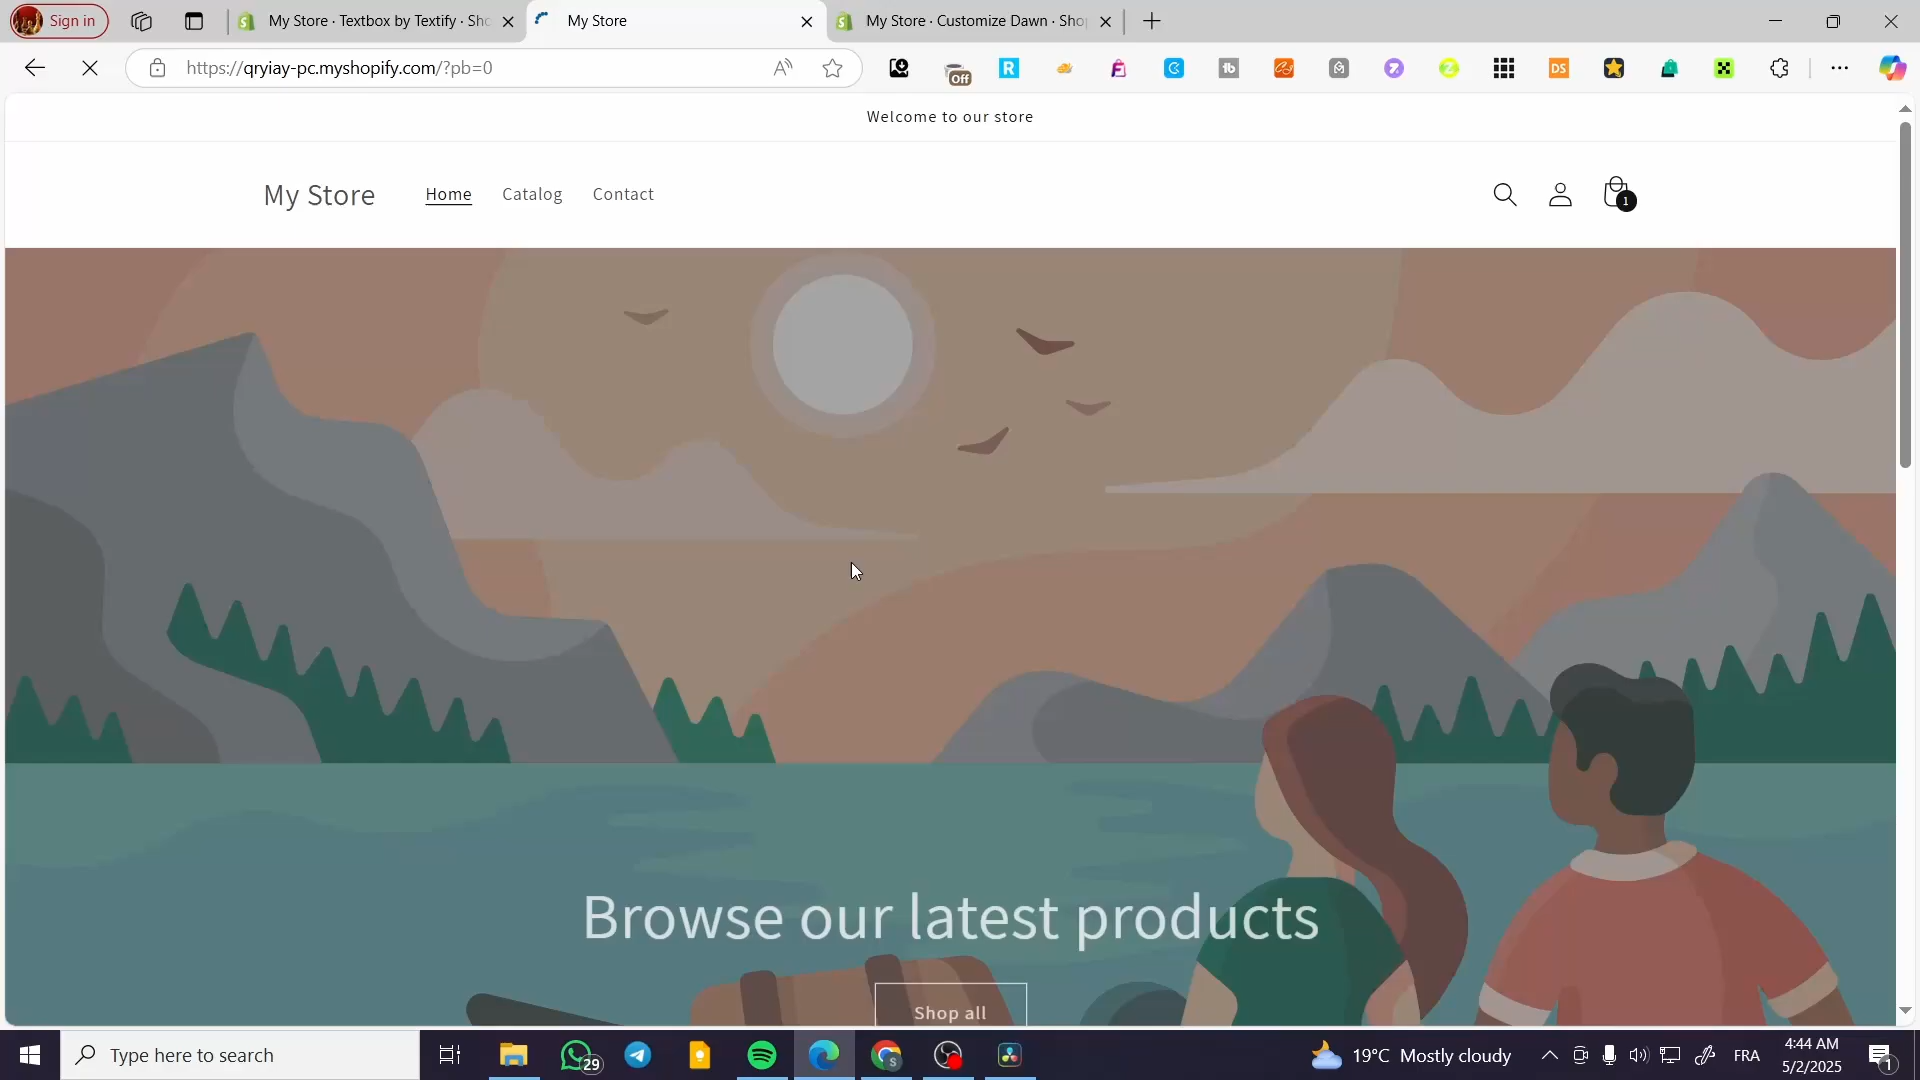 Sign in
My Store · Textbox by Textify · Sho
My Store
My Store · Customize Dawn · Sho
https://qryiay-pc.myshopify.com/?pb=0
Off
Welcome to our store
My Store
Home
Catalog
Contact
1
Browse our latest products
Shop all
Type here to search
29
19°C Mostly cloudy
FRA
4:44 AM
5/2/2025
1